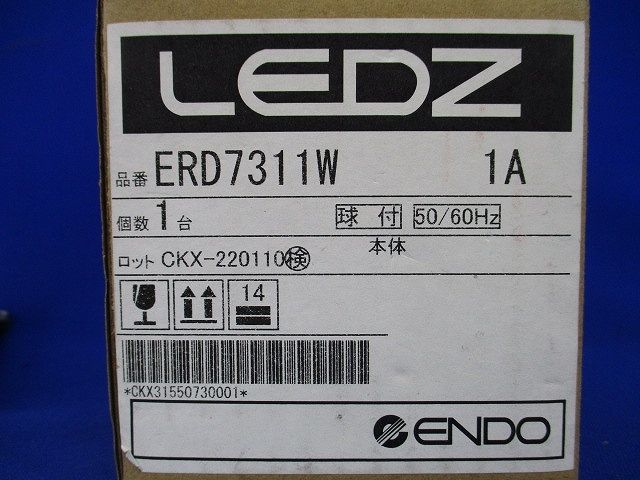 LEDZ
品番 ERD7311W 1A
個数 1台 球付 50/60Hz
本体
ロット CKX-220110検
14
*CKX31550730001*
ENDO